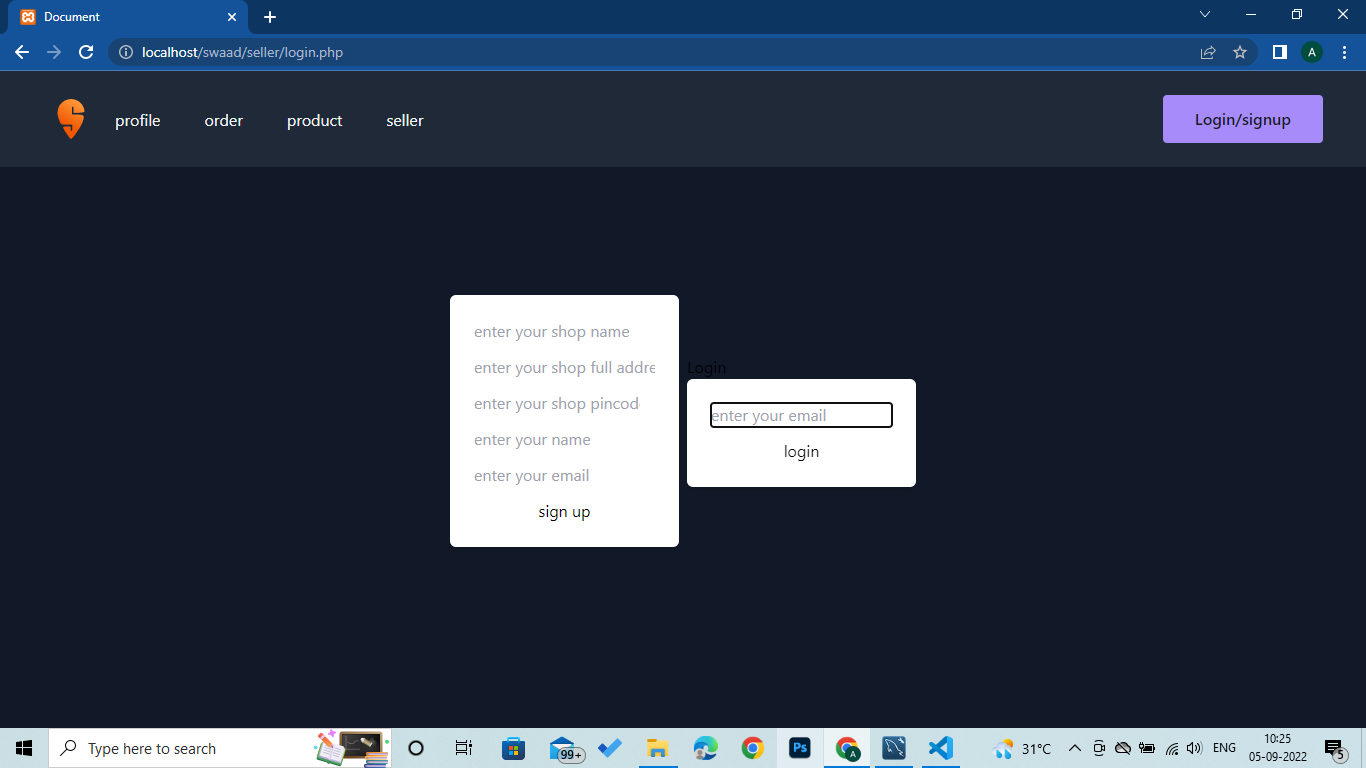 Document
localhost/swaad/seller/login.php
A
profile order product seller Login/signup
enter your shop name
enter your shop full addre
enter your shop pincod
enter your name
enter your email
sign up
Login
enter your email
login
Type here to search
99+
Ps
A
31°C
ENG
10:25
05-09-2022
5